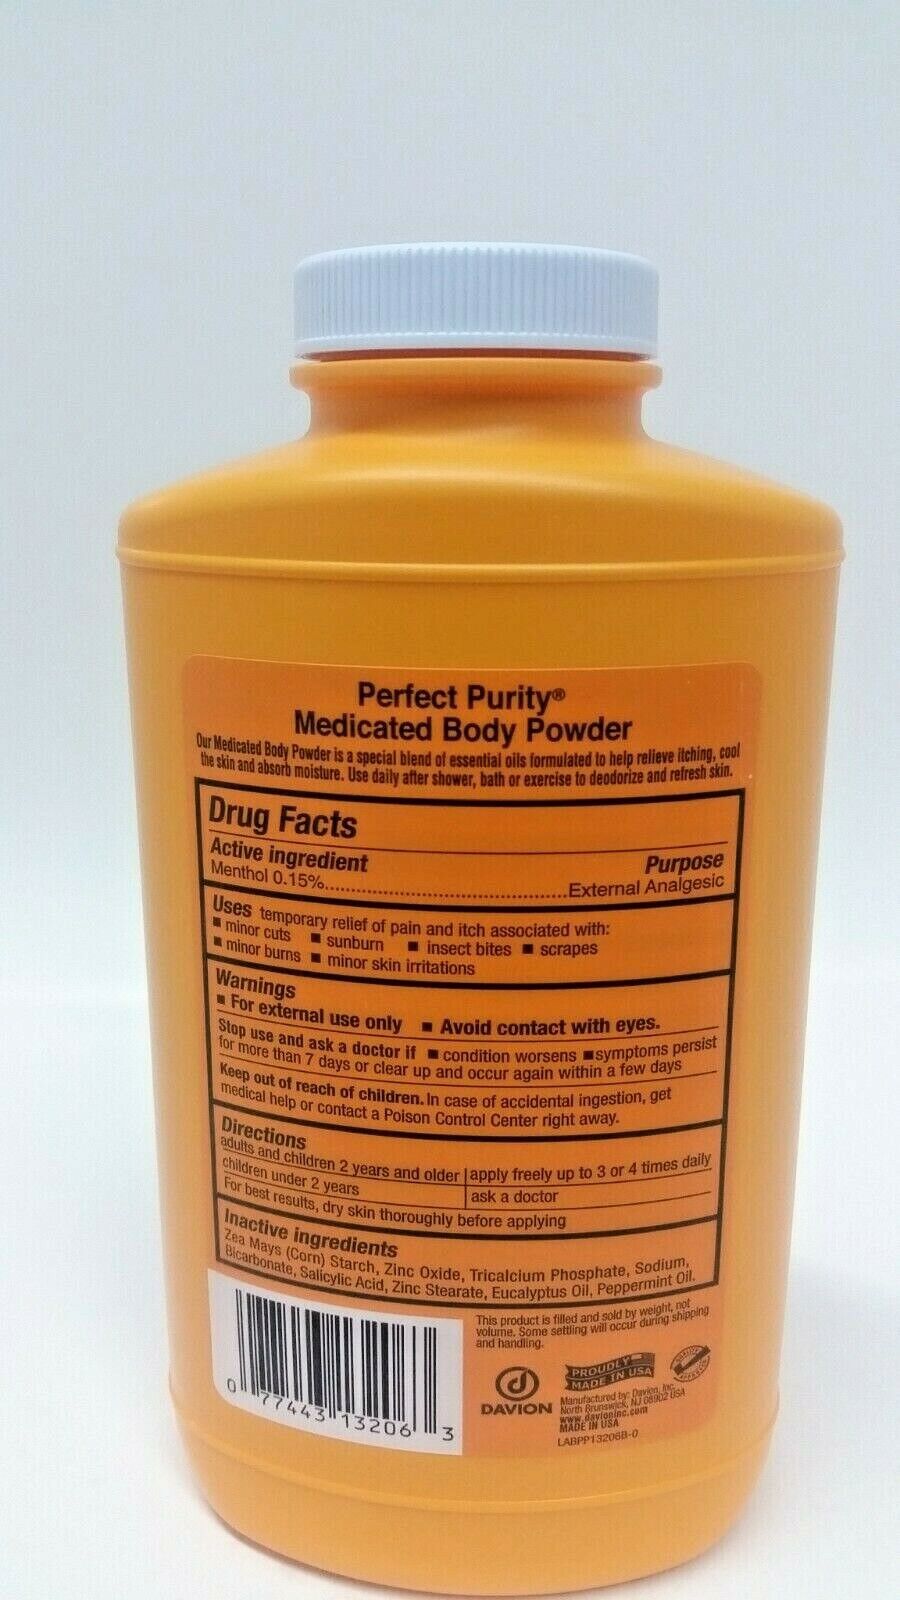 Perfect Purity®
Medicated Body Powder
Our Medicated Body Powder is a special blend of essential oils formulated to help relieve itching, cool
the skin and absorb moisture. Use daily after shower, bath or exercise to deodorize and refresh skin.
Drug Facts
Active ingredient Purpose
Menthol 0.15%............................................External Analgesic
Uses temporary relief of pain and itch associated with:
■ minor cuts ■ sunburn ■ insect bites ■ scrapes
■ minor burns ■ minor skin irritations
Warnings
■ For external use only ■ Avoid contact with eyes.
Stop use and ask a doctor if ■ condition worsens ■symptoms persist
for more than 7 days or clear up and occur again within a few days
Keep out of reach of children. In case of accidental ingestion, get
medical help or contact a Poison Control Center right away.
Directions
adults and children 2 years and older apply freely up to 3 or 4 times daily
children under 2 years ask a doctor
For best results, dry skin thoroughly before applying
Inactive ingredients
Zea Mays (Corn) Starch, Zinc Oxide, Tricalcium Phosphate, Sodium,
Bicarbonate, Salicylic Acid, Zinc Stearate, Eucalyptus Oil, Peppermint Oil.
This product is filled and sold by weight, not
volume. Some settling will occur during shipping
and handling.
0 77443 13206 3
DAVION
PROUDLY
MADE IN USA
Manufactured by: Davion, Inc.
North Brunswick, NJ 08902 USA
www.davioninc.com
MADE IN USA
LABPP13206B-0